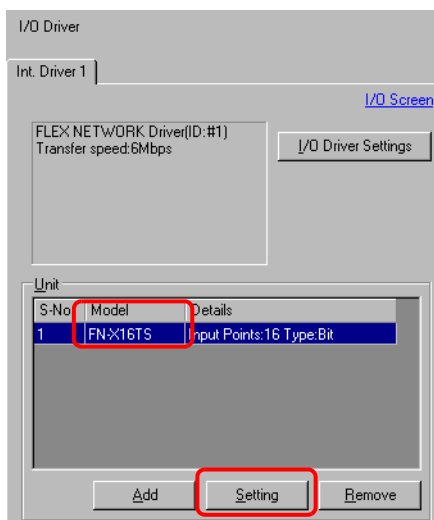 I/O Driver
Int. Driver 1
I/O Screen
FLEX NETWORK Driver(ID:#1)
Transfer speed:6Mbps
I/O Driver Settings
Unit
S-No Model Details
1 FN-X16TS Input Points:16 Type:Bit
Add Setting Remove